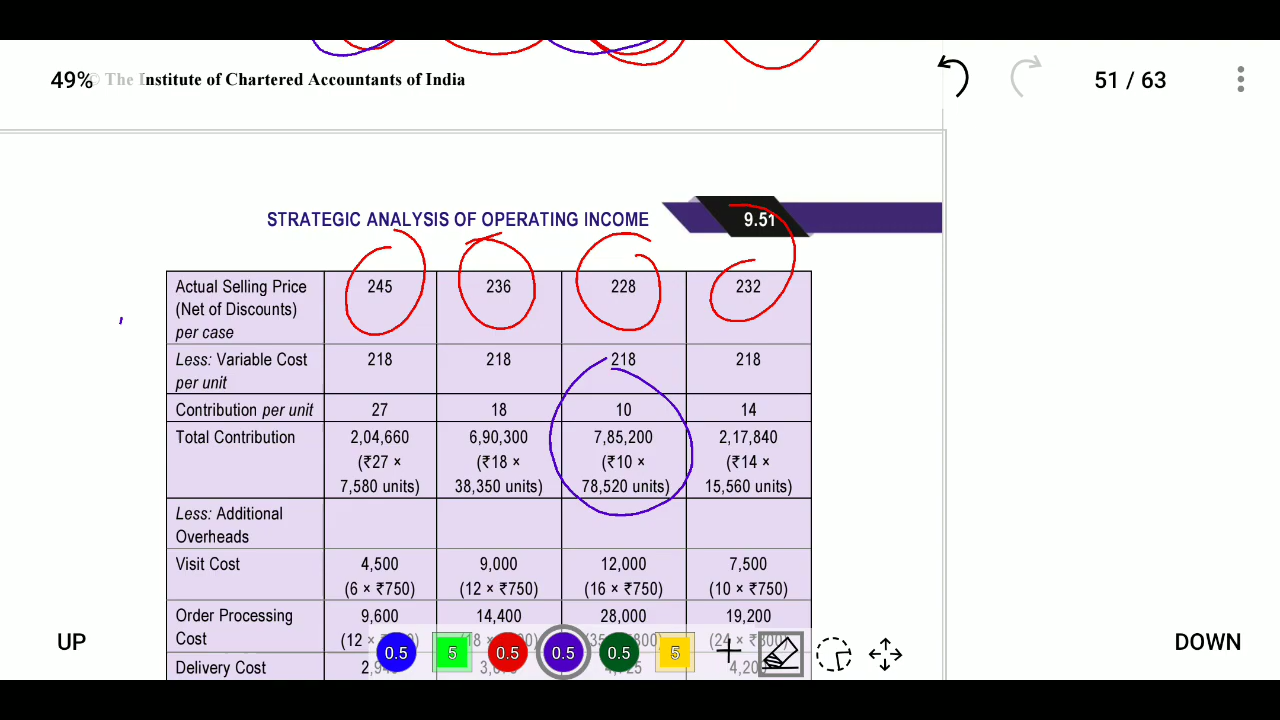 49% © The Institute of Chartered Accountants of India 51 / 63
STRATEGIC ANALYSIS OF OPERATING INCOME 9.51
Actual Selling Price 245 236 228 232
(Net of Discounts)
per case
Less: Variable Cost 218 218 218 218
per unit
Contribution per unit 27 18 10 14
Total Contribution 2,04,660 6,90,300 7,85,200 2,17,840
(₹27 × (₹18 × (₹10 × (₹14 ×
7,580 units) 38,350 units) 78,520 units) 15,560 units)
Less: Additional
Overheads
Visit Cost 4,500 9,000 12,000 7,500
(6 × ₹750) (12 × ₹750) (16 × ₹750) (10 × ₹750)
Order Processing 9,600 14,400 28,000 19,200
Cost (12 ×
UP 0.5 5 0.5 0.5 0.5 5 + DOWN
Delivery Cost